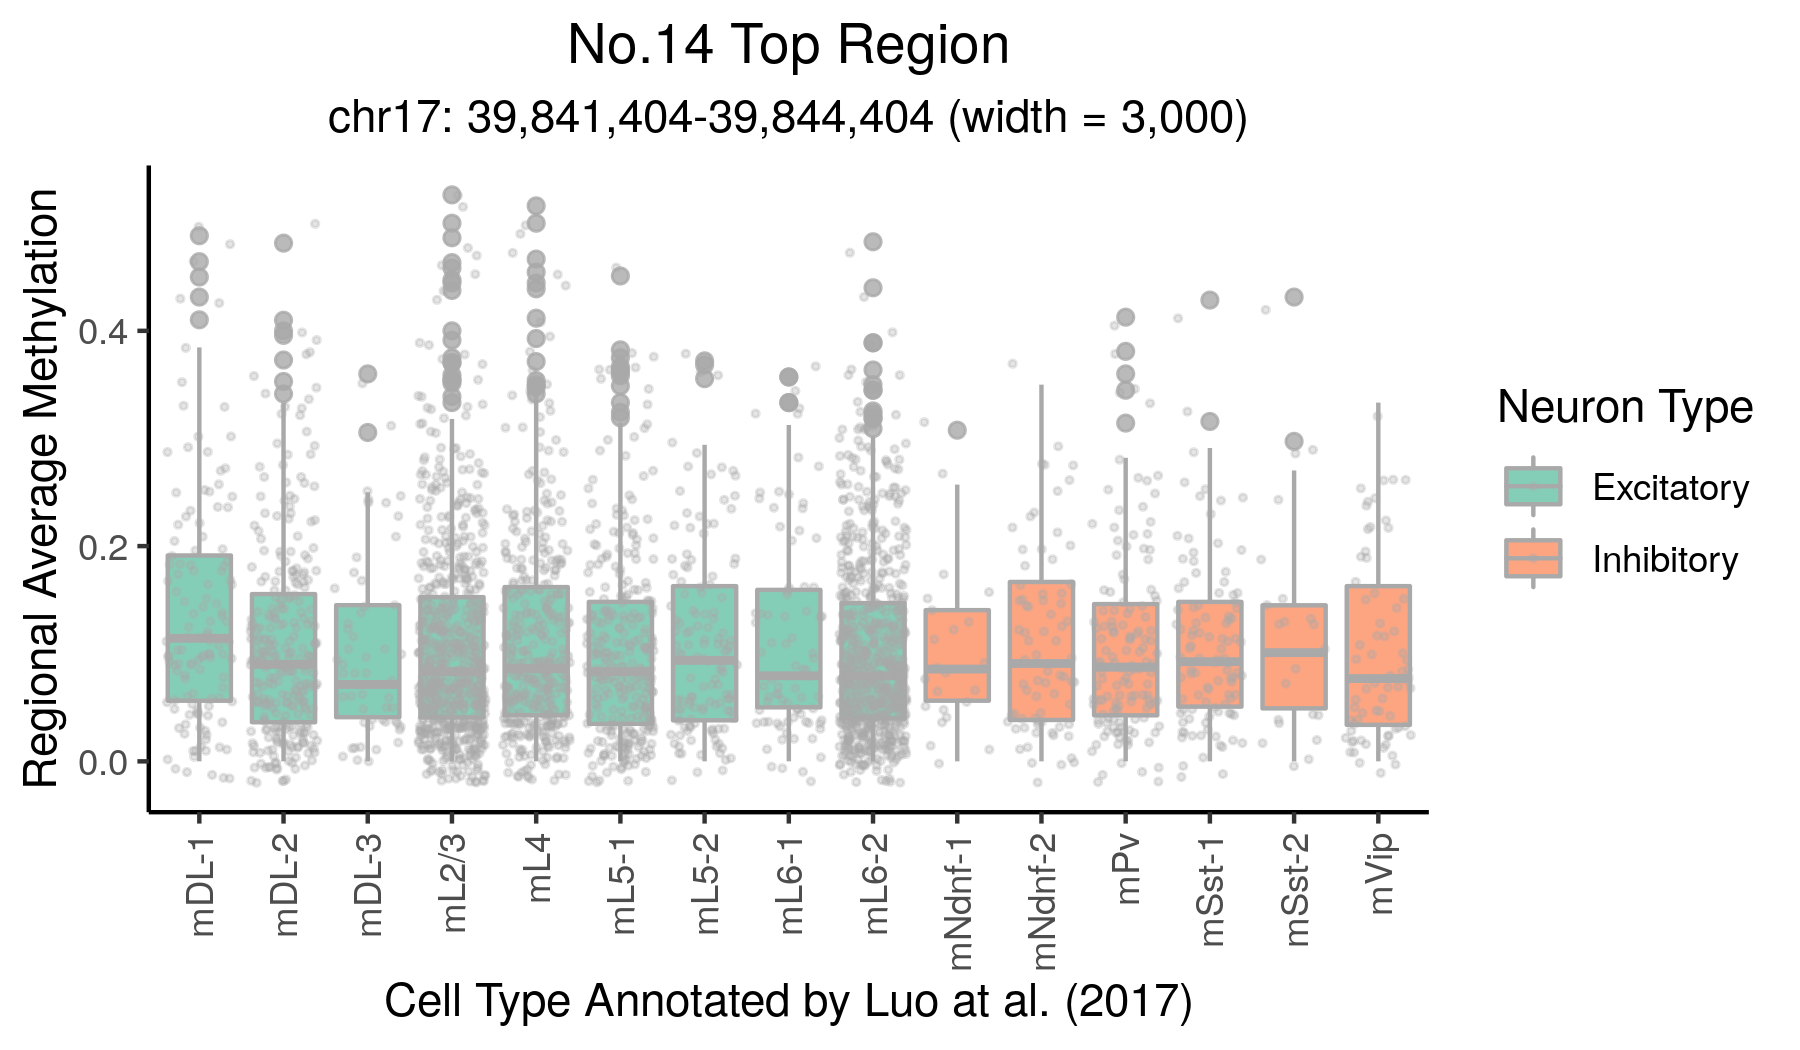 No.14 Top Region
chr17: 39,841,404-39,844,404 (width = 3,000)
Regional Average Methylation
0.4
0.2
0.0
mDL-1
mDL-2
mDL-3
mL2/3
mL4
mL5-1
mL5-2
mL6-1
mL6-2
mNdnf-1
mNdnf-2
mPv
mSst-1
mSst-2
mVip
Cell Type Annotated by Luo at al. (2017)
Neuron Type
Excitatory
Inhibitory